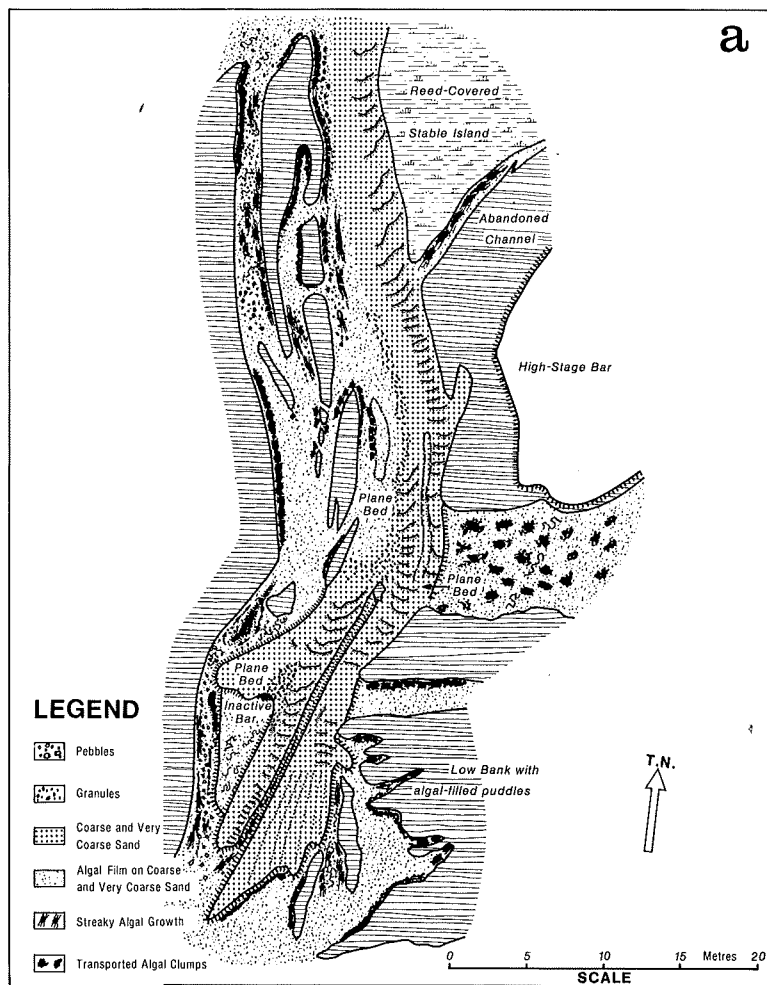 a
Reed-Covered
Stable Island
Abandoned
Channel
High-Stage Bar
Plane
Bed
Plane
Bed
Plane
Bed
Inactive
Bar
LEGEND
Pebbles
Granules
Coarse and Very
Coarse Sand
Algal Film on Coarse
and Very Coarse Sand
Streaky Algal Growth
Transported Algal Clumps
Low Bank with
algal-filled puddles
T.N.
0 5 10 15 Metres 20
SCALE